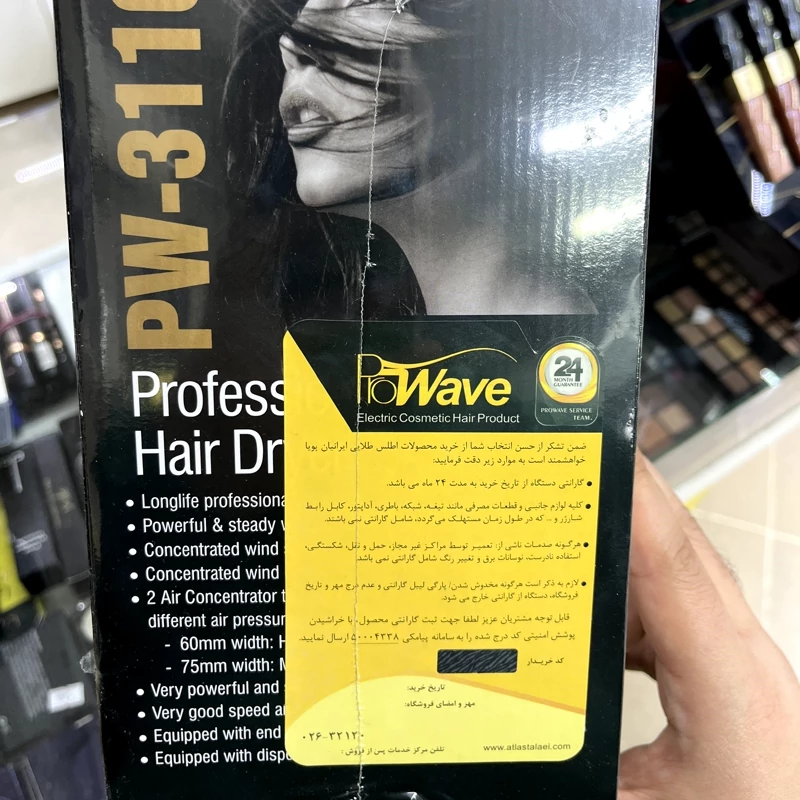 PW-311
Profess
Hair Dr
• Longlife professiona
• Powerful & steady
• Concentrated wind
• Concentrated wind
• 2 Air Concentrator t
different air pressur
- 60mm width: H
- 75mm width: M
• Very powerful and
• Very good speed a
• Equipped with end
• Equipped with dispo
ProWave
Electric Cosmetic Hair Product
24
MONTH
GUARANTEE
PROWAVE SERVICE
TEAM.
ضمن تشکر از حسن انتخاب شما از خرید محصولات اطلس طلایی ایرانیان پویا
خواهشمند است به موارد زیر دقت فرمایید:
• گارانتی دستگاه از تاریخ خرید به مدت ۲۴ ماه می باشد.
• کلیه لوازم جانبی و قطعات مصرفی مانند تیغه، شبکه، باطری، آداپتور، کابل رابط
شارژر و ... که در طول زمان مستهلک می‌گردد، شامل گارانتی نمی باشند.
• هرگونه صدمات ناشی از: تعمیر توسط مراکز غیر مجاز، حمل و نقل، شکستگی،
استفاده نادرست، نوسانات برق و تغییر رنگ شامل گارانتی نمی باشد.
• لازم به ذکر است هرگونه مخدوش شدن/ پارگی لیبل گارانتی و عدم درج مهر و تاریخ
فروشگاه، دستگاه از گارانتی خارج می شود.
قابل توجه مشتریان عزیز لطفا جهت ثبت گارانتی محصول، با خراشیدن
پوشش امنیتی کد درج شده را به سامانه پیامکی ۵۰۰۰۴۳۳۸ ارسال نمایید.
کد خریدار
تاریخ خرید:
مهر و امضای فروشگاه:
۰۲۶-۳۲۱۲۰
تلفن مرکز خدمات پس از فروش:
www.atlastalaei.com